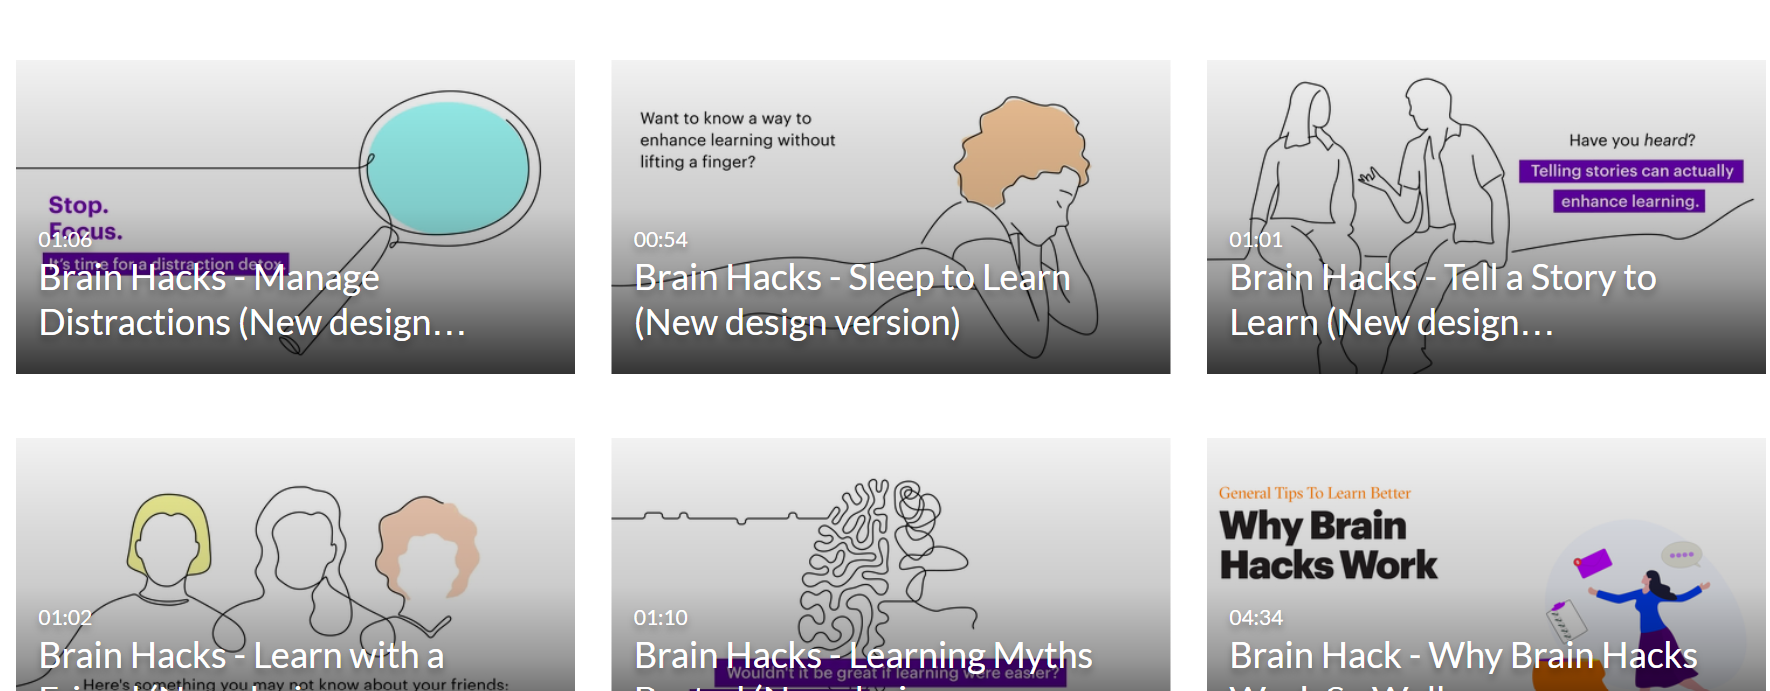 Stop.
Focus.
It's time for a distraction detox.
01:06
Brain Hacks - Manage
Distractions (New design…
Want to know a way to
enhance learning without
lifting a finger?
00:54
Brain Hacks - Sleep to Learn
(New design version)
Have you heard?
Telling stories can actually
enhance learning.
01:01
Brain Hacks - Tell a Story to
Learn (New design…
01:02
Brain Hacks - Learn with a
Here's something you may not know about your friends:
01:10
Brain Hacks - Learning Myths
Wouldn't it be great if learning were easier?
General Tips To Learn Better
Why Brain
Hacks Work
04:34
Brain Hack - Why Brain Hacks